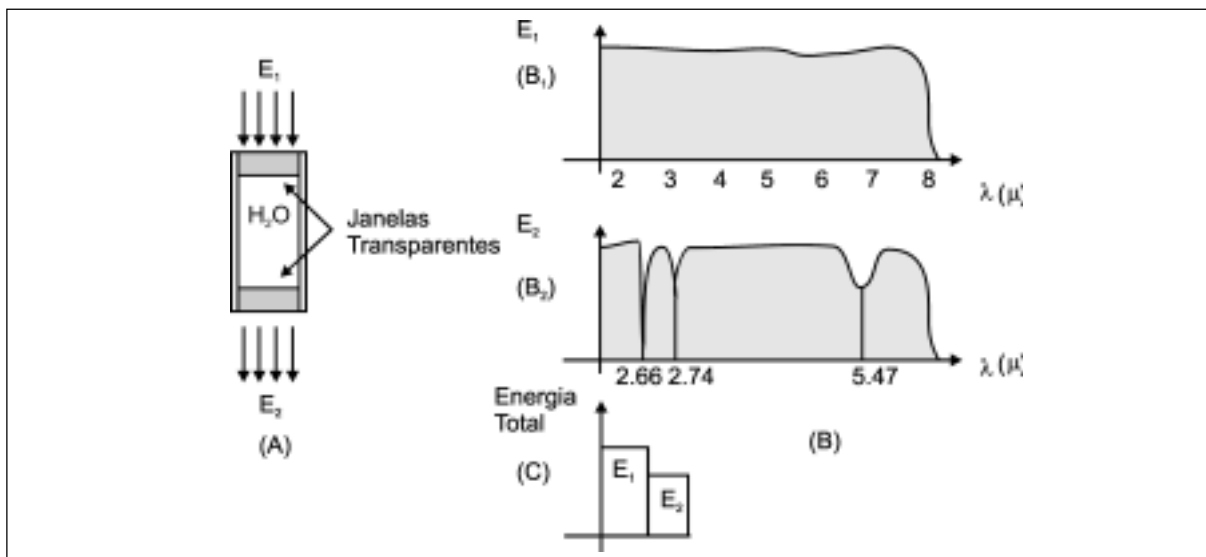 E₁
H₂O
Janelas
Transparentes
E₂
(A)
E₁
(B₁)
2 3 4 5 6 7 8
λ (μ)
E₂
(B₂)
2.66 2.74 5.47
λ (μ)
(B)
Energia
Total
(C)
E₁
E₂